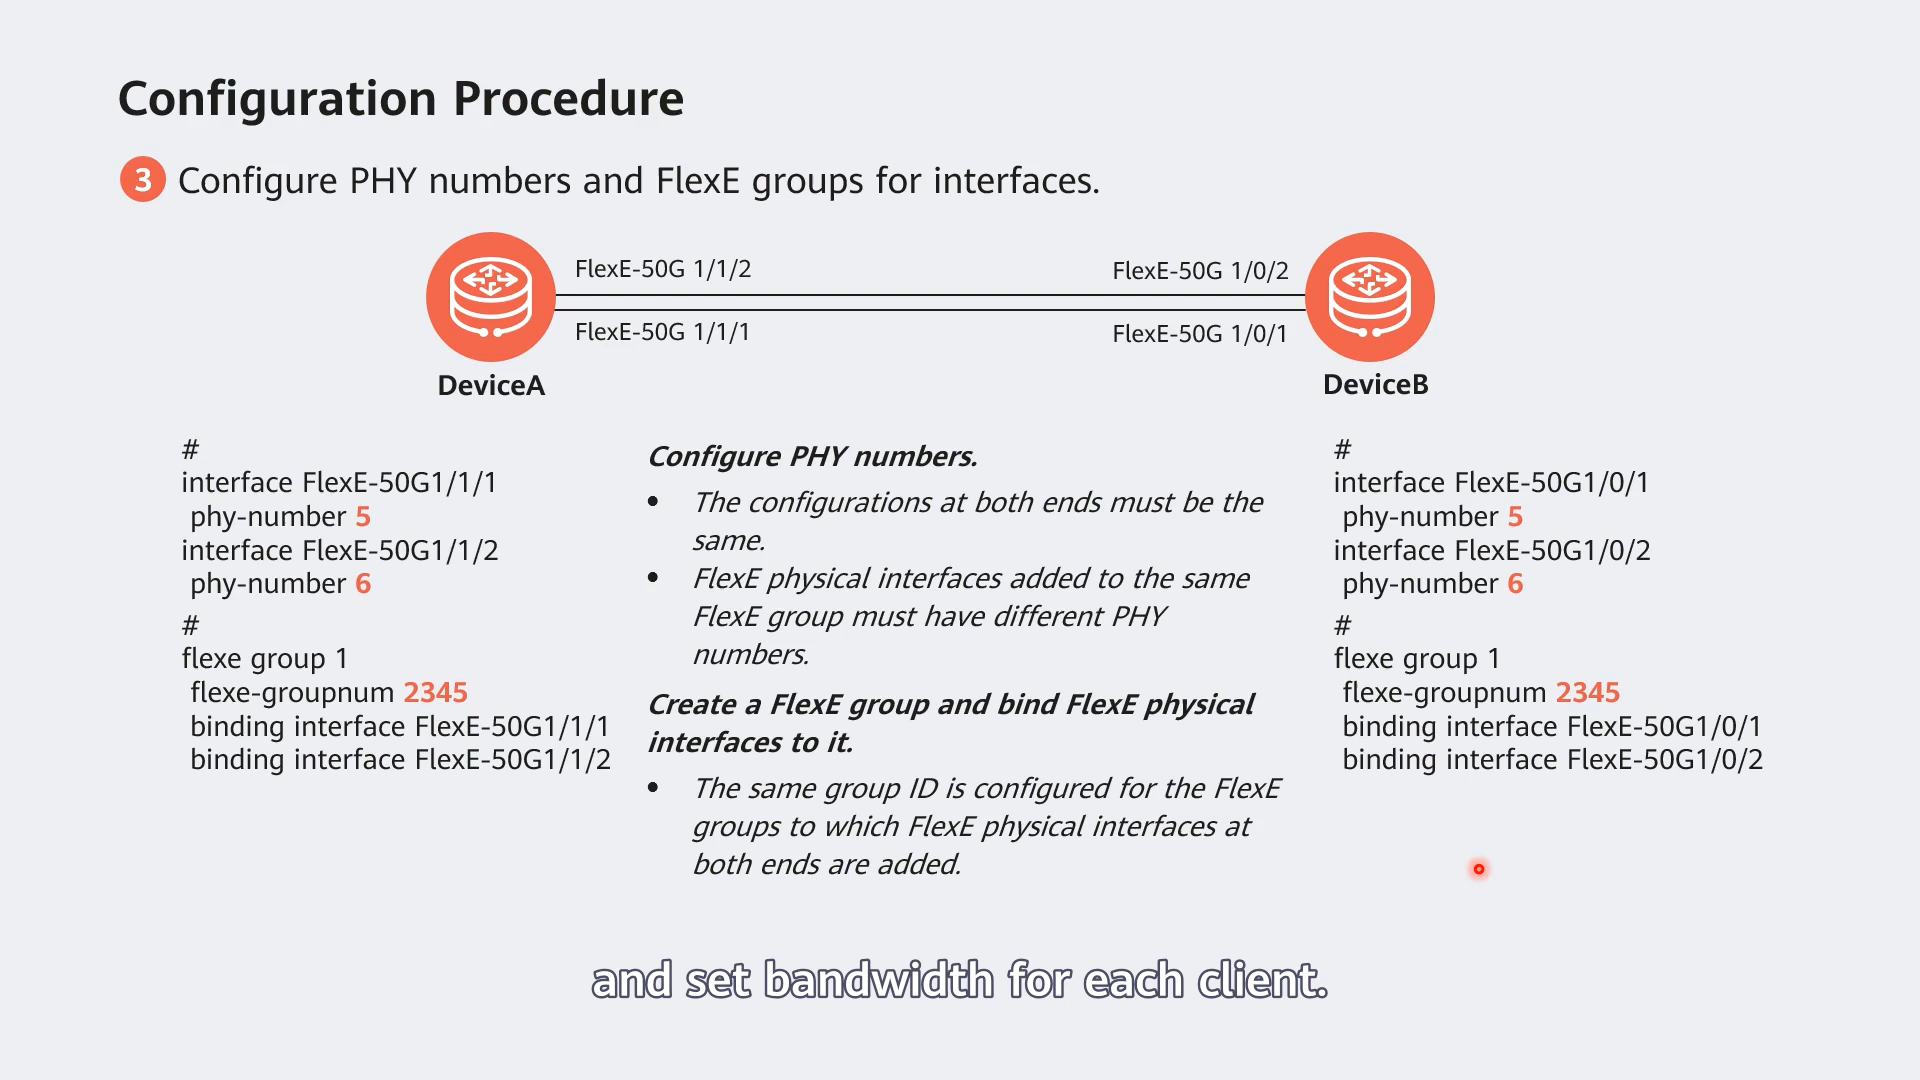 Configuration Procedure
3 Configure PHY numbers and FlexE groups for interfaces.
FlexE-50G 1/1/2
FlexE-50G 1/0/2
FlexE-50G 1/1/1
FlexE-50G 1/0/1
DeviceA
DeviceB
#
interface FlexE-50G1/1/1
phy-number 5
interface FlexE-50G1/1/2
phy-number 6
#
flexe group 1
flexe-groupnum 2345
binding interface FlexE-50G1/1/1
binding interface FlexE-50G1/1/2
Configure PHY numbers.
• The configurations at both ends must be the
same.
• FlexE physical interfaces added to the same
FlexE group must have different PHY
numbers.
Create a FlexE group and bind FlexE physical
interfaces to it.
• The same group ID is configured for the FlexE
groups to which FlexE physical interfaces at
both ends are added.
#
interface FlexE-50G1/0/1
phy-number 5
interface FlexE-50G1/0/2
phy-number 6
#
flexe group 1
flexe-groupnum 2345
binding interface FlexE-50G1/0/1
binding interface FlexE-50G1/0/2
and set bandwidth for each client.